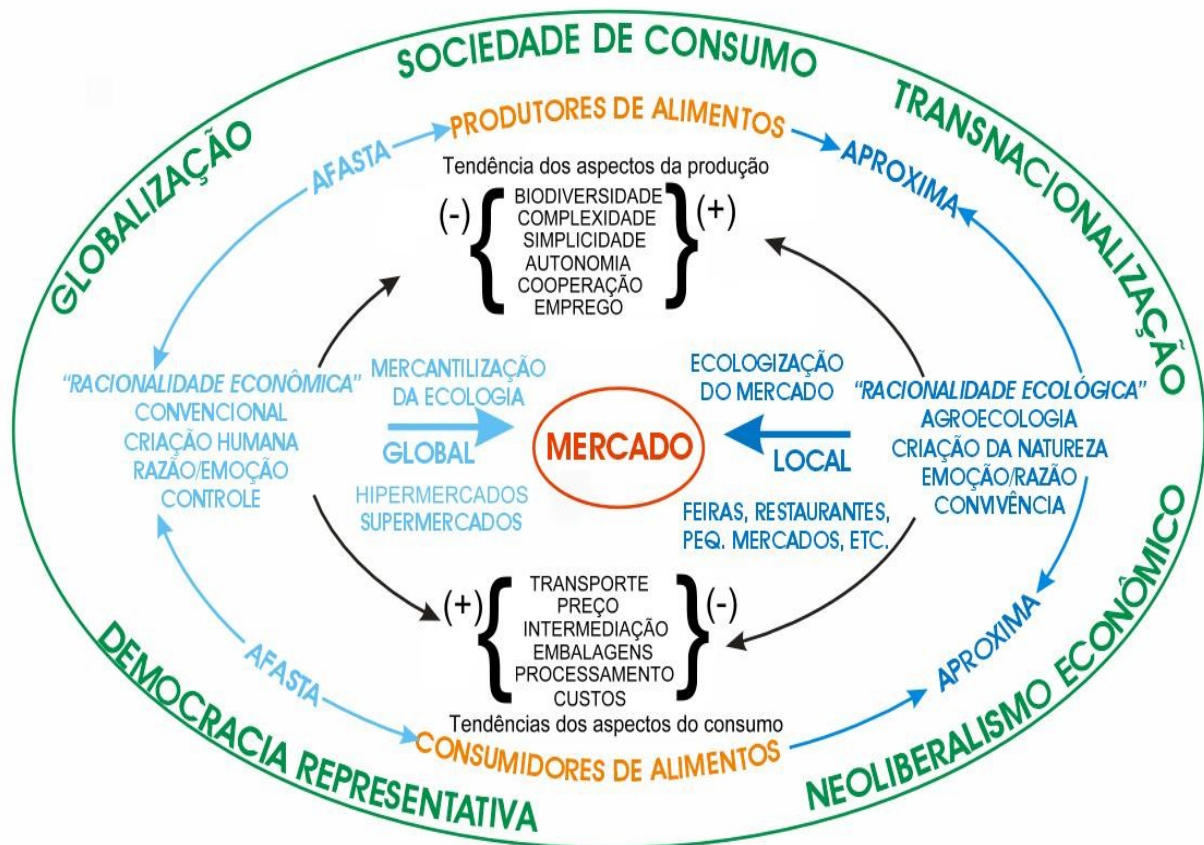 SOCIEDADE DE CONSUMO
GLOBALIZAÇÃO
TRANSNACIONALIZAÇÃO
AFASTA
PRODUTORES DE ALIMENTOS
APROXIMA
Tendência dos aspectos da produção
(-)
BIODIVERSIDADE
COMPLEXIDADE
SIMPLICIDADE
AUTONOMIA
COOPERAÇÃO
EMPREGO
(+)
"RACIONALIDADE ECONÔMICA"
CONVENCIONAL
CRIAÇÃO HUMANA
RAZÃO/EMOÇÃO
CONTROLE
MERCANTILIZAÇÃO
DA ECOLOGIA
GLOBAL
HIPERMERCADOS
SUPERMERCADOS
MERCADO
ECOLOGIZAÇÃO
DO MERCADO
LOCAL
FEIRAS, RESTAURANTES,
PEQ. MERCADOS, ETC.
"RACIONALIDADE ECOLÓGICA"
AGROECOLOGIA
CRIAÇÃO DA NATUREZA
EMOÇÃO/RAZÃO
CONVIVÊNCIA
(+)
TRANSPORTE
PREÇO
INTERMEDIAÇÃO
EMBALAGENS
PROCESSAMENTO
CUSTOS
(-)
Tendências dos aspectos do consumo
AFASTA
CONSUMIDORES DE ALIMENTOS
APROXIMA
DEMOCRACIA REPRESENTATIVA
NEOLIBERALISMO ECONÔMICO